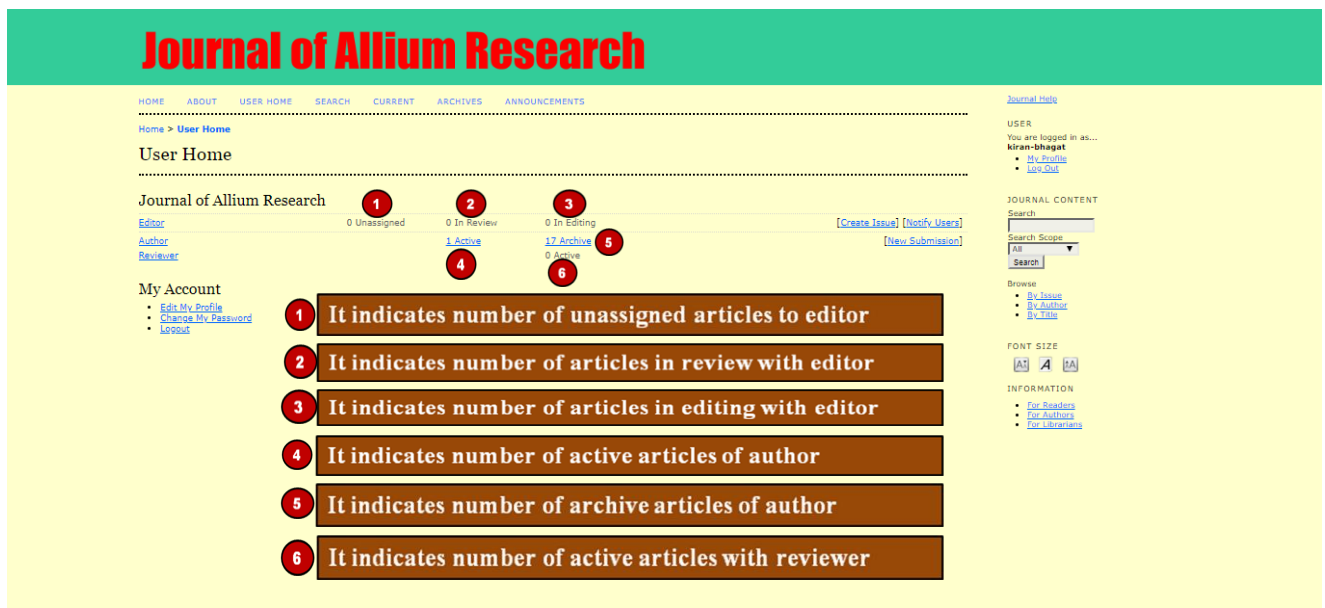 Journal of Allium Research
HOME ABOUT USER HOME SEARCH CURRENT ARCHIVES ANNOUNCEMENTS
Home > User Home
User Home
Journal of Allium Research
1 2 3
Editor 0 Unassigned 0 In Review 0 In Editing [Create Issue] [Notify Users]
Author 1 Active 17 Archive 5 [New Submission]
Reviewer 0 Active
4 6
My Account
Edit My Profile
Change My Password
Logout
1 It indicates number of unassigned articles to editor
2 It indicates number of articles in review with editor
3 It indicates number of articles in editing with editor
4 It indicates number of active articles of author
5 It indicates number of archive articles of author
6 It indicates number of active articles with reviewer
Journal Help
USER
You are logged in as...
kiran-bhagat
My Profile
Log Out
JOURNAL CONTENT
Search
Search Scope
All
Search
Browse
By Issue
By Author
By Title
FONT SIZE
A A A
INFORMATION
For Readers
For Authors
For Librarians